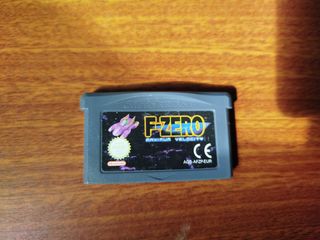 F-ZERO
MAXIMUM VELOCITY
CE
AGB-AFZP-EUR